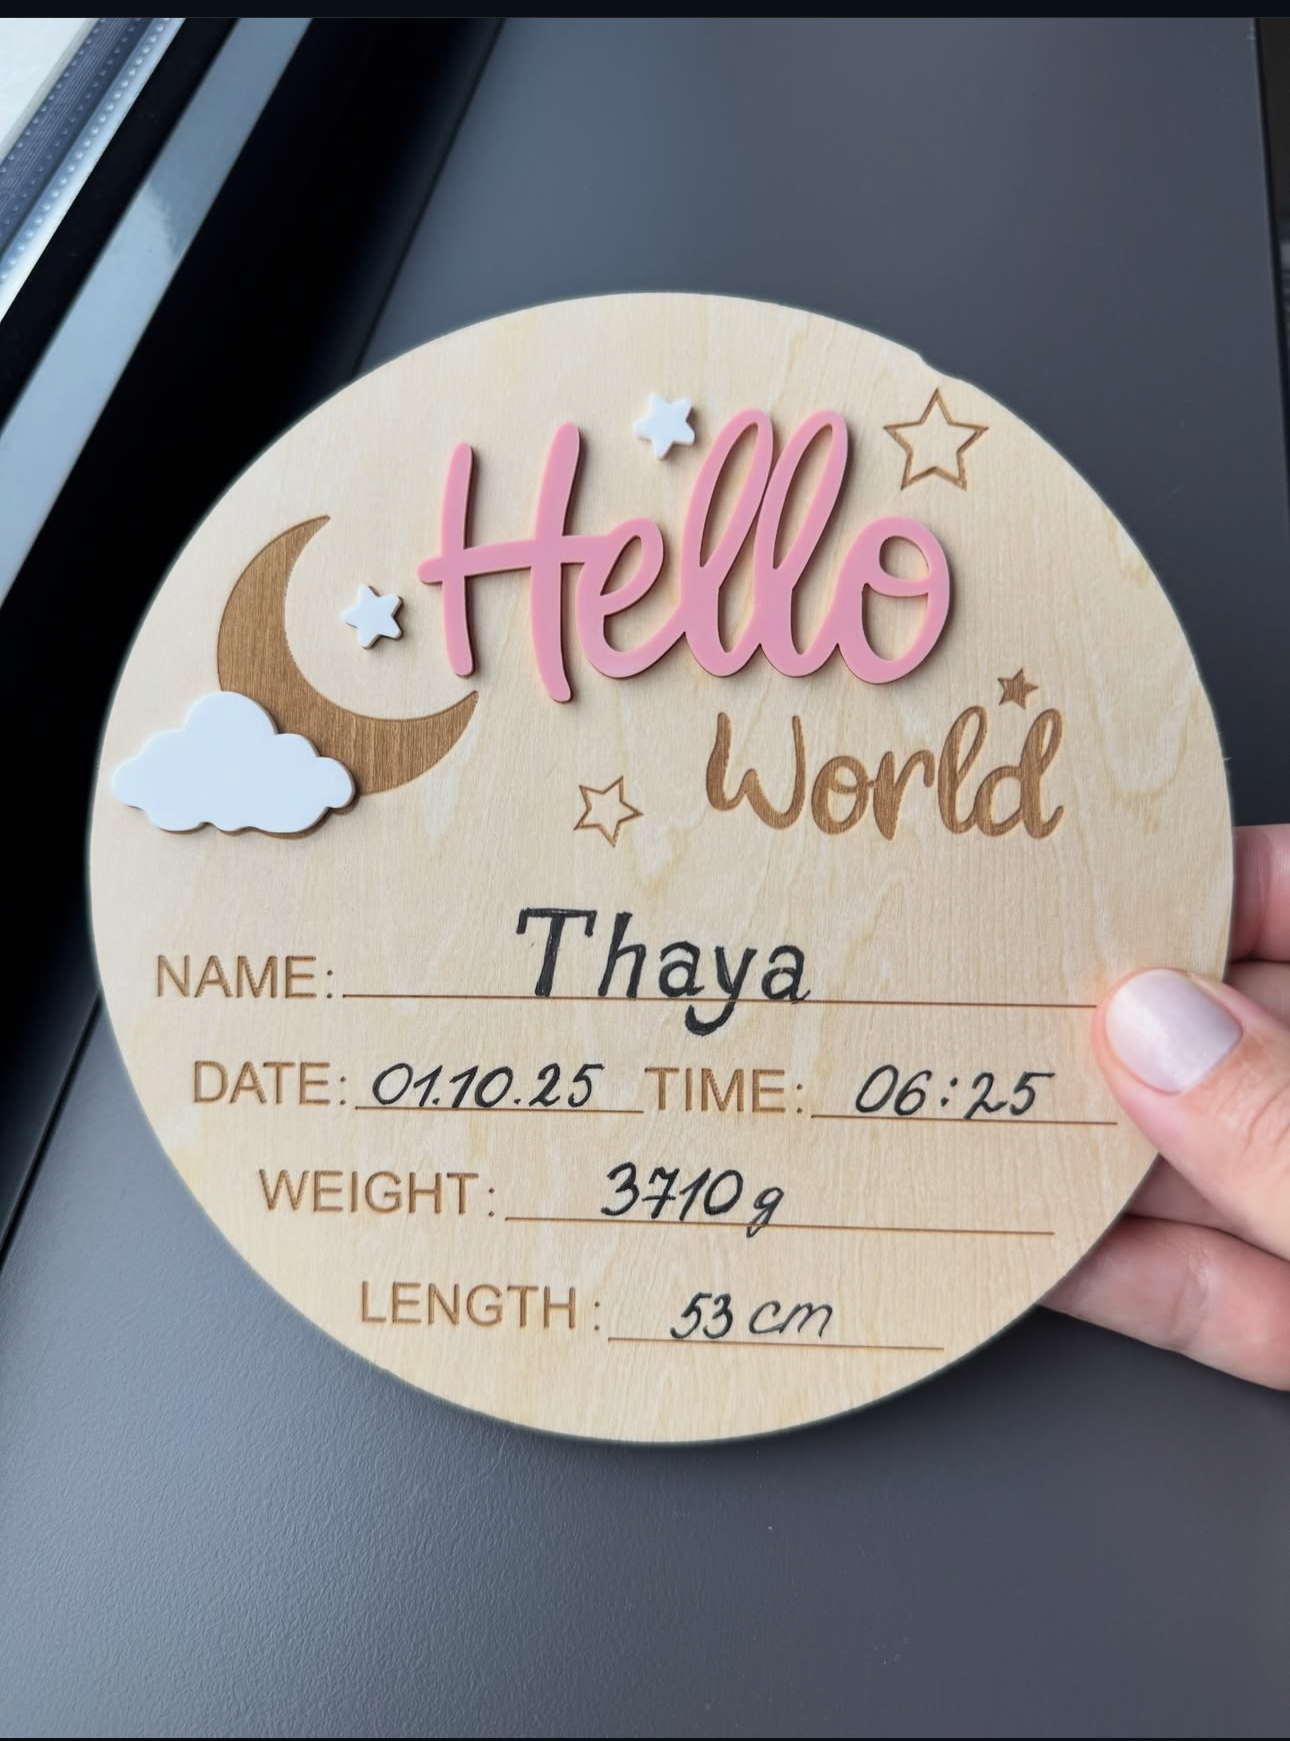 Hello
World
NAME: Thaya
DATE: 01.10.25 TIME: 06:25
WEIGHT: 3710 g
LENGTH: 53 cm